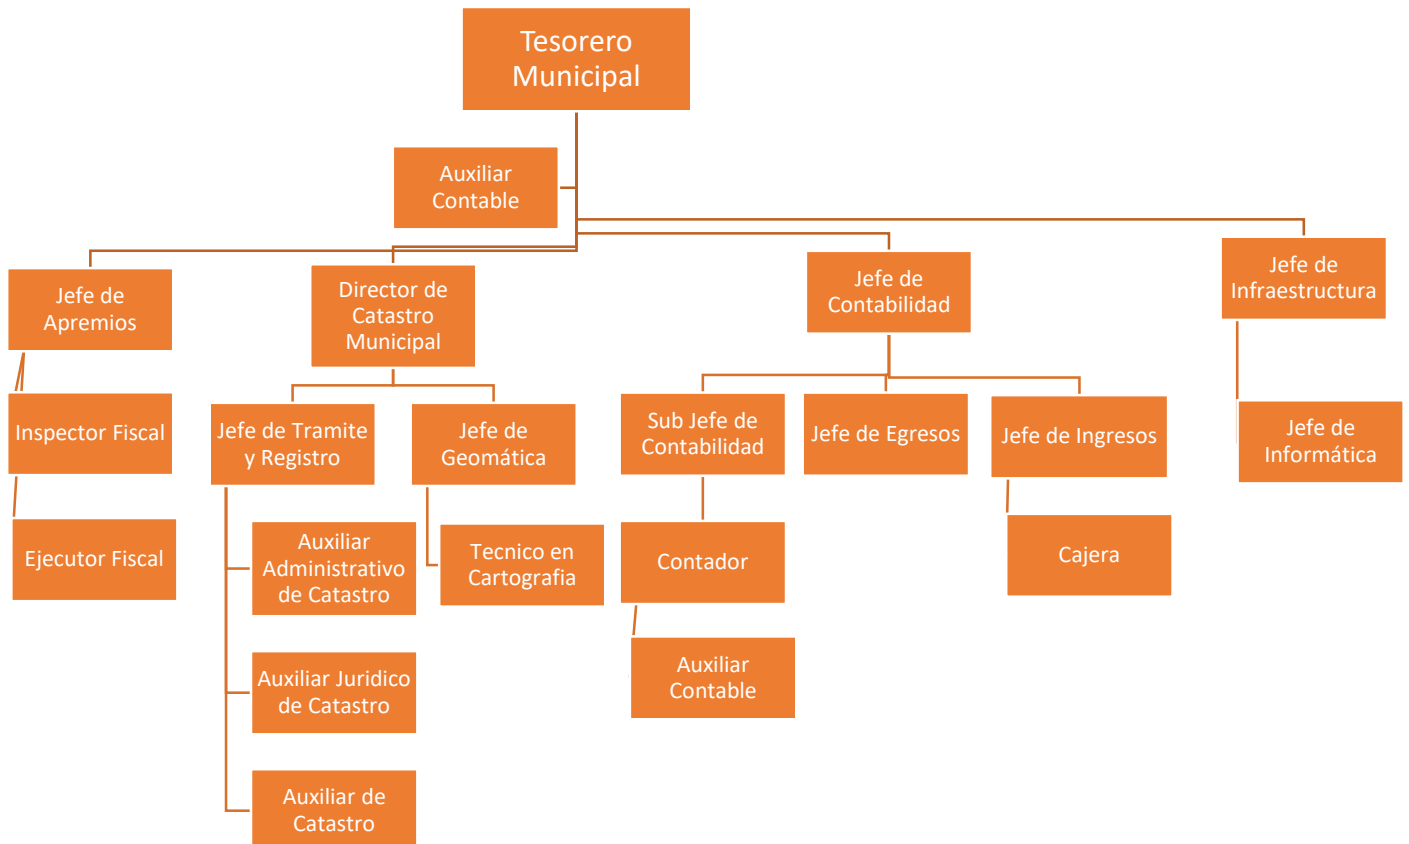 Tesorero
Municipal
Auxiliar
Contable
Jefe de
Apremios
Director de
Catastro
Municipal
Jefe de
Contabilidad
Jefe de
Infraestructura
Inspector Fiscal
Jefe de Tramite
y Registro
Jefe de
Geomática
Sub Jefe de
Contabilidad
Jefe de Egresos
Jefe de Ingresos
Jefe de
Informática
Ejecutor Fiscal
Auxiliar
Administrativo
de Catastro
Tecnico en
Cartografia
Contador
Cajera
Auxiliar Juridico
de Catastro
Auxiliar
Contable
Auxiliar de
Catastro